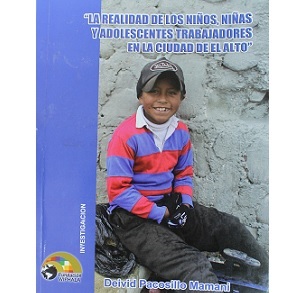 "LA REALIDAD DE LOS NIÑOS, NIÑAS
Y ADOLESCENTES TRABAJADORES
EN LA CIUDAD DE EL ALTO"
INVESTIGACION
Deivid Pacosillo Mamani